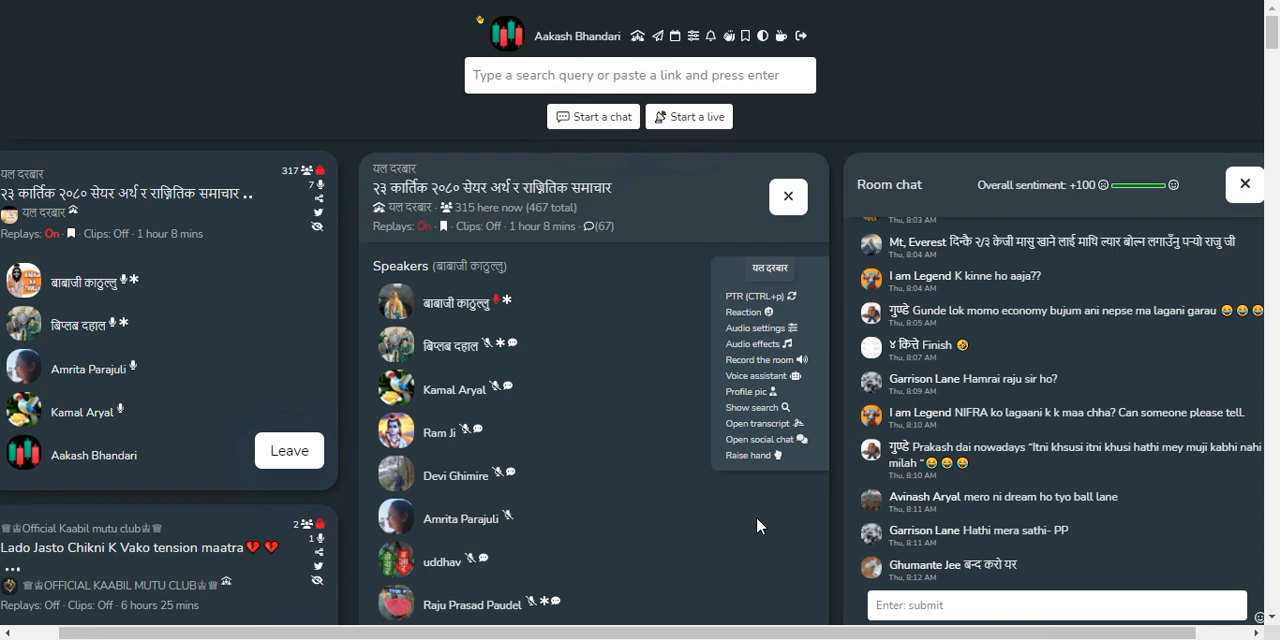 Aakash Bhandari
Type a search query or paste a link and press enter
Start a chat
Start a live
यल दरबार
317
२३ कार्तिक २०८० सेयर अर्थ र राज्नितिक समाचार ..
7
यल दरबार
Replays: On · Clips: Off · 1 hour 8 mins
बाबाजी काठुल्लु
बिप्लब दहाल
Amrita Parajuli
Kamal Aryal
Aakash Bhandari
Leave
♕♔Official Kaabil mutu club♔♕
2
Lado Jasto Chikni K Vako tension maatra💔 💔
1
...
♕♔OFFICIAL KAABIL MUTU CLUB♔♕
Replays: Off · Clips: Off · 6 hours 25 mins
यल दरबार
२३ कार्तिक २०८० सेयर अर्थ र राज्नितिक समाचार
यल दरबार · 315 here now (467 total)
Replays: On · Clips: Off · 1 hour 8 mins · (67)
Speakers (बाबाजी काठुल्लु)
बाबाजी काठुल्लु
बिप्लब दहाल
Kamal Aryal
Ram Ji
Devi Ghimire
Amrita Parajuli
uddhav
Raju Prasad Paudel
यल दरबार
PTR (CTRL+p)
Reaction
Audio settings
Audio effects
Record the room
Voice assistant
Profile pic
Show search
Open transcript
Open social chat
Raise hand
Room chat
Overall sentiment: +100
Thu, 8:03 AM
Mt, Everest दिन्कै २/३ केजी मासु खाने लाई माथि ल्यार बोल्न लगाउँनु पऱ्यो राजु जी
Thu, 8:04 AM
I am Legend K kinne ho aaja??
Thu, 8:04 AM
गुण्डे Gunde lok momo economy bujum ani nepse ma lagani garau 😂 😂 😂
Thu, 8:05 AM
४ कित्ते Finish 🤣
Thu, 8:07 AM
Garrison Lane Hamrai raju sir ho?
Thu, 8:09 AM
I am Legend NIFRA ko lagaani k k maa chha? Can someone please tell.
Thu, 8:10 AM
गुण्डे Prakash dai nowadays “Itni khsusi itni khusi hathi mey muji kabhi nahi
milah “😂 😂 😂
Thu, 8:10 AM
Avinash Aryal mero ni dream ho tyo ball lane
Thu, 8:11 AM
Garrison Lane Hathi mera sathi- PP
Thu, 8:11 AM
Ghumante Jee बन्द करो यर
Thu, 8:12 AM
Enter: submit